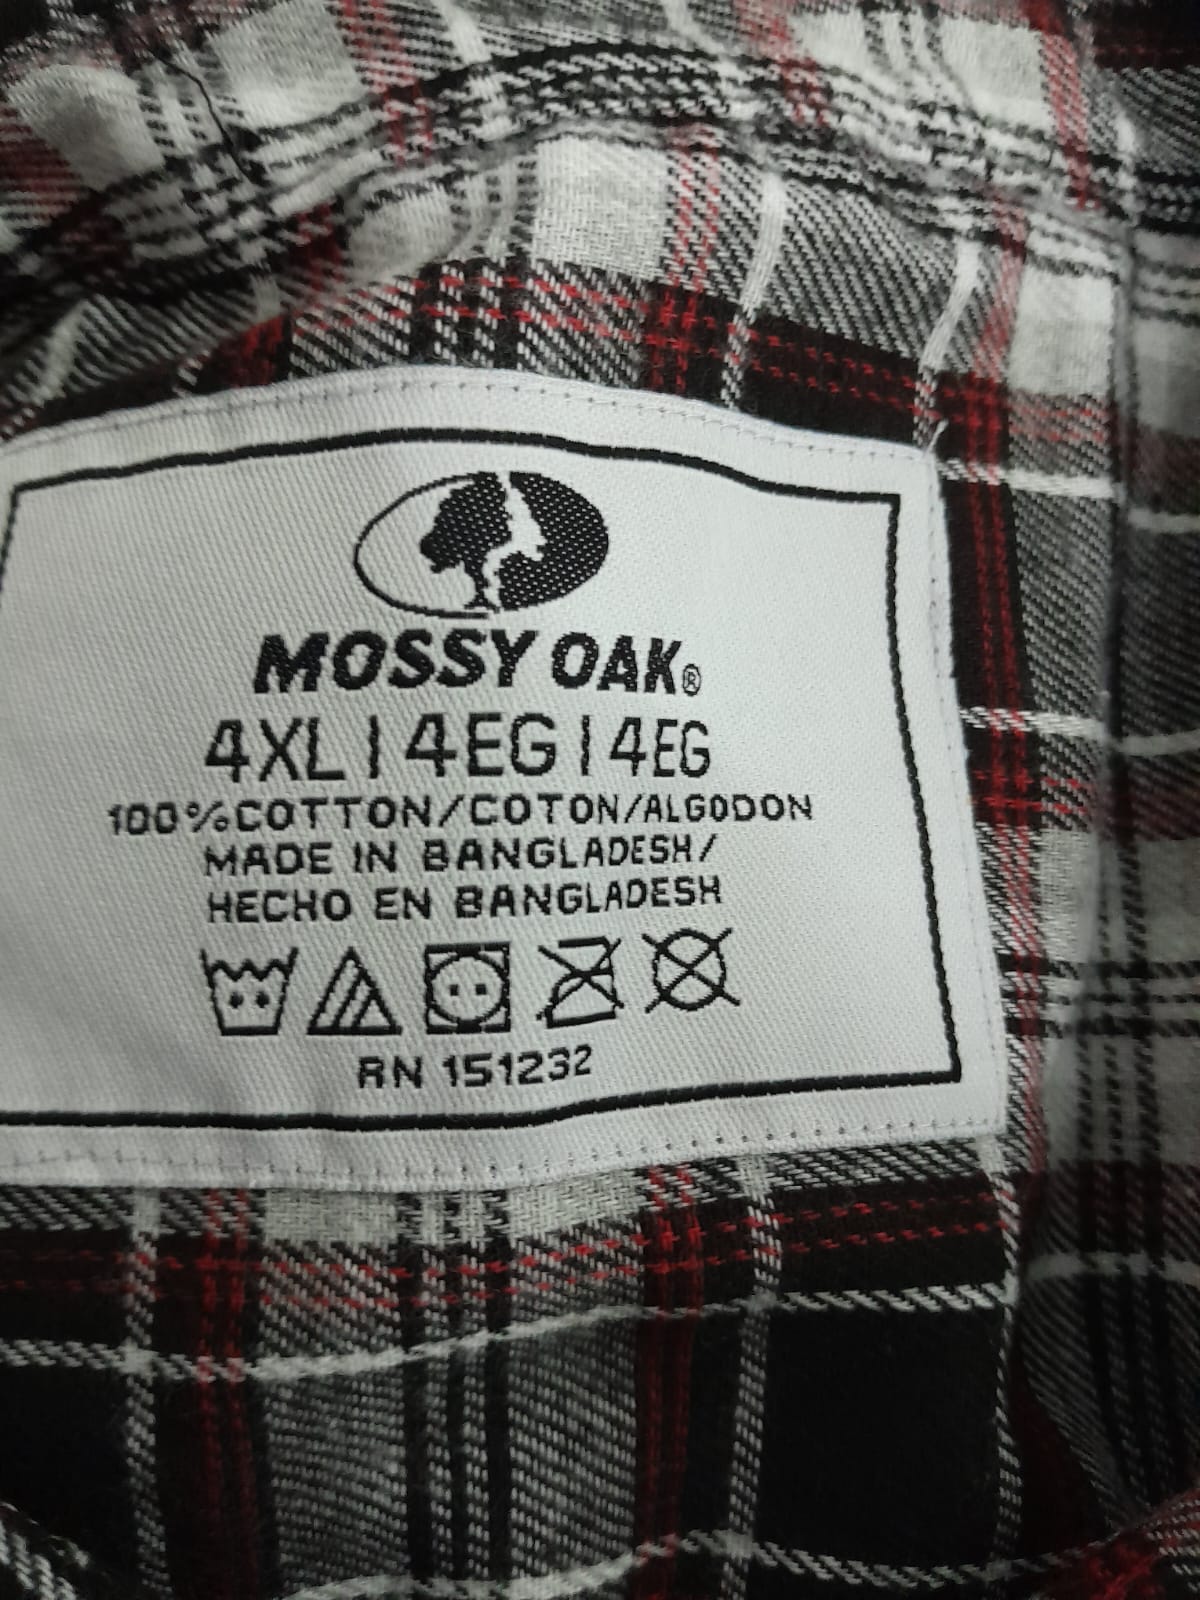 MOSSY OAK®
4XL | 4EG | 4EG
100%COTTON/COTON/ALGODON
MADE IN BANGLADESH/
HECHO EN BANGLADESH
RN 151232